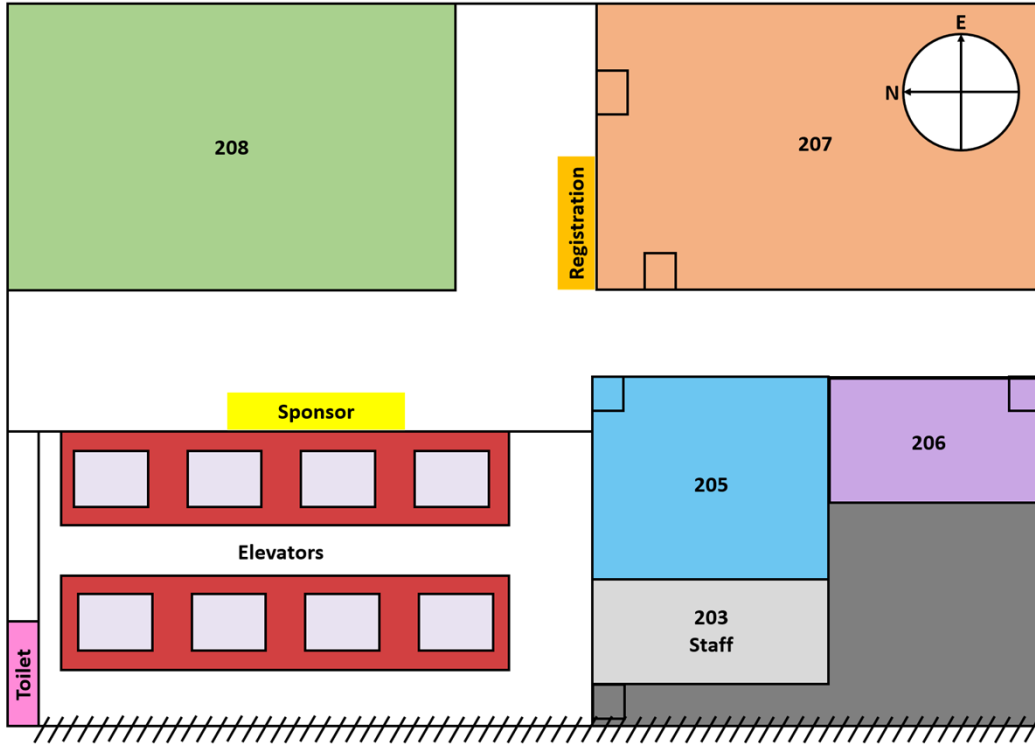 E
N
208
207
Registration
Sponsor
206
205
Elevators
203
Staff
Toilet